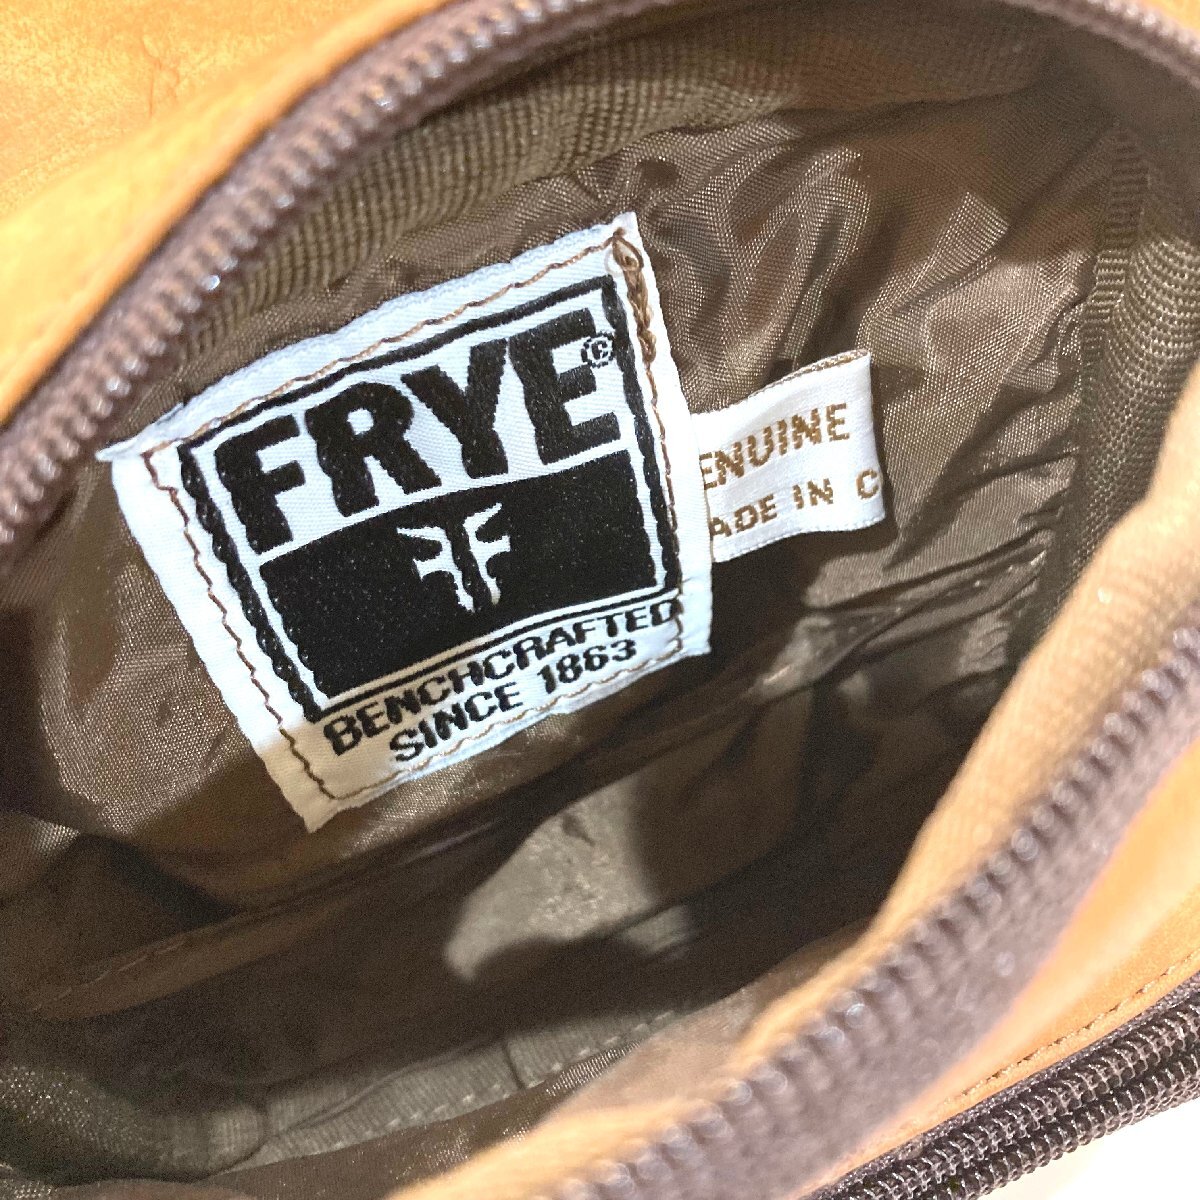 FRYE®
BENCHCRAFTED
SINCE 1863
ENUINE
ADE IN C